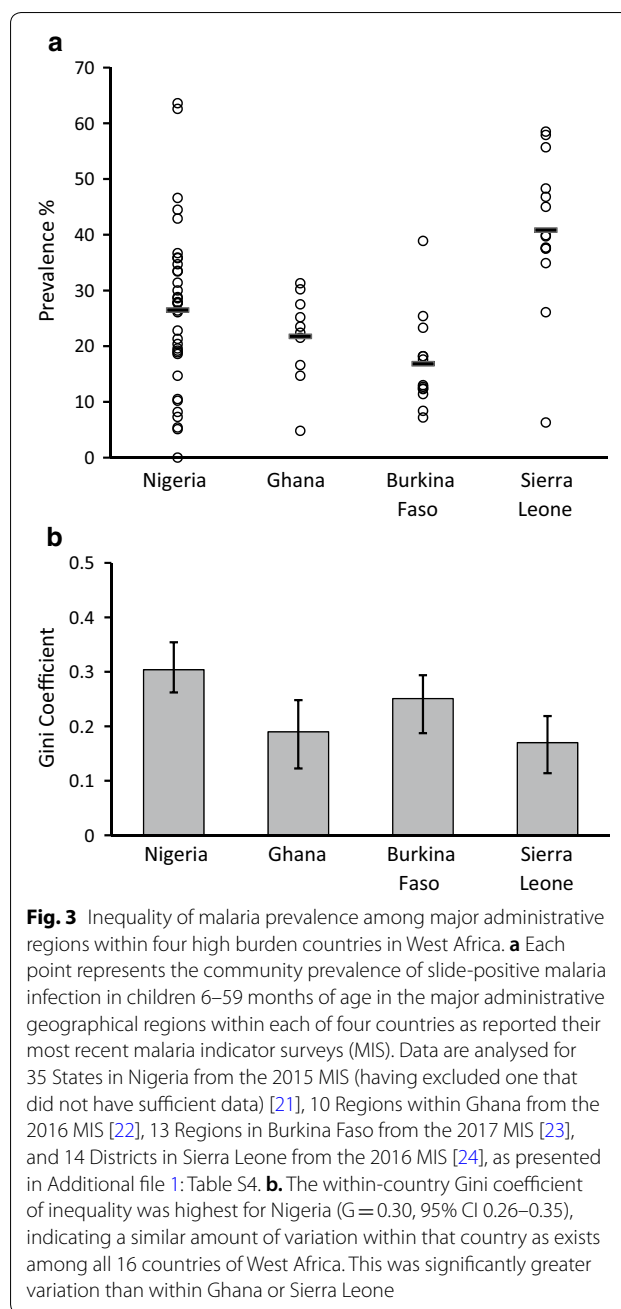 a
70
60
50
40
30
20
10
0
Prevalence %
Nigeria
Ghana
Burkina
Faso
Sierra
Leone
b
0.5
0.4
0.3
0.2
0.1
0
Gini Coefficient
Nigeria
Ghana
Burkina
Faso
Sierra
Leone
Fig. 3 Inequality of malaria prevalence among major administrative
regions within four high burden countries in West Africa. a Each
point represents the community prevalence of slide-positive malaria
infection in children 6–59 months of age in the major administrative
geographical regions within each of four countries as reported their
most recent malaria indicator surveys (MIS). Data are analysed for
35 States in Nigeria from the 2015 MIS (having excluded one that
did not have sufficient data) [21], 10 Regions within Ghana from the
2016 MIS [22], 13 Regions in Burkina Faso from the 2017 MIS [23],
and 14 Districts in Sierra Leone from the 2016 MIS [24], as presented
in Additional file 1: Table S4. b. The within-country Gini coefficient
of inequality was highest for Nigeria (G = 0.30, 95% CI 0.26–0.35),
indicating a similar amount of variation within that country as exists
among all 16 countries of West Africa. This was significantly greater
variation than within Ghana or Sierra Leone